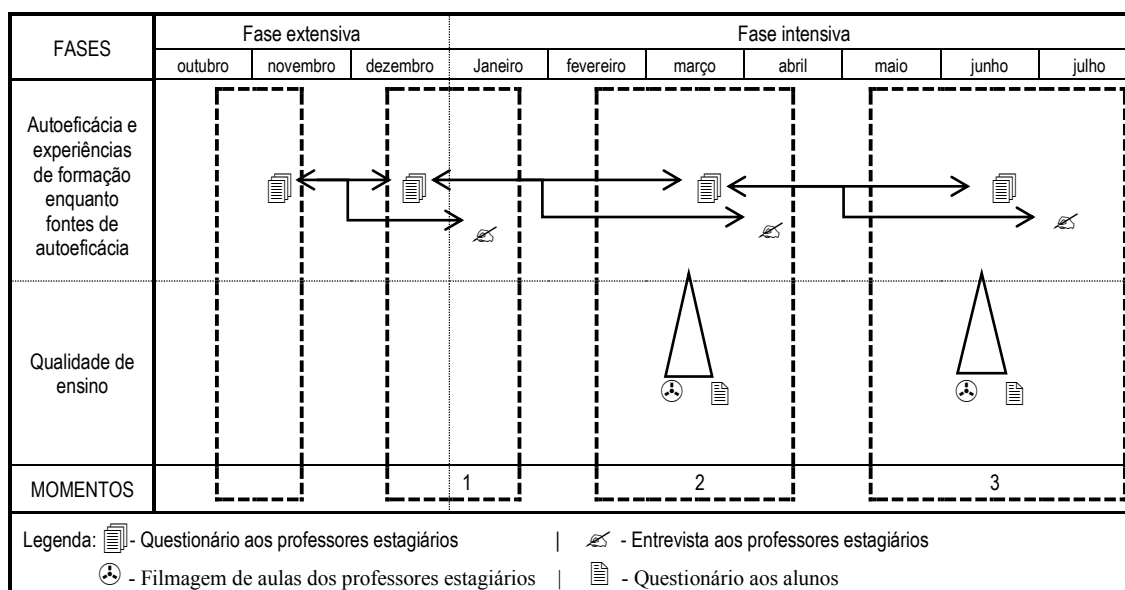 FASES
Fase extensiva
Fase intensiva
outubro
novembro
dezembro
Janeiro
fevereiro
março
abril
maio
junho
julho
Autoeficácia e
experiências
de formação
enquanto
fontes de
autoeficácia
Qualidade de
ensino
MOMENTOS
1
2
3
Legenda: - Questionário aos professores estagiários | - Entrevista aos professores estagiários
- Filmagem de aulas dos professores estagiários | - Questionário aos alunos